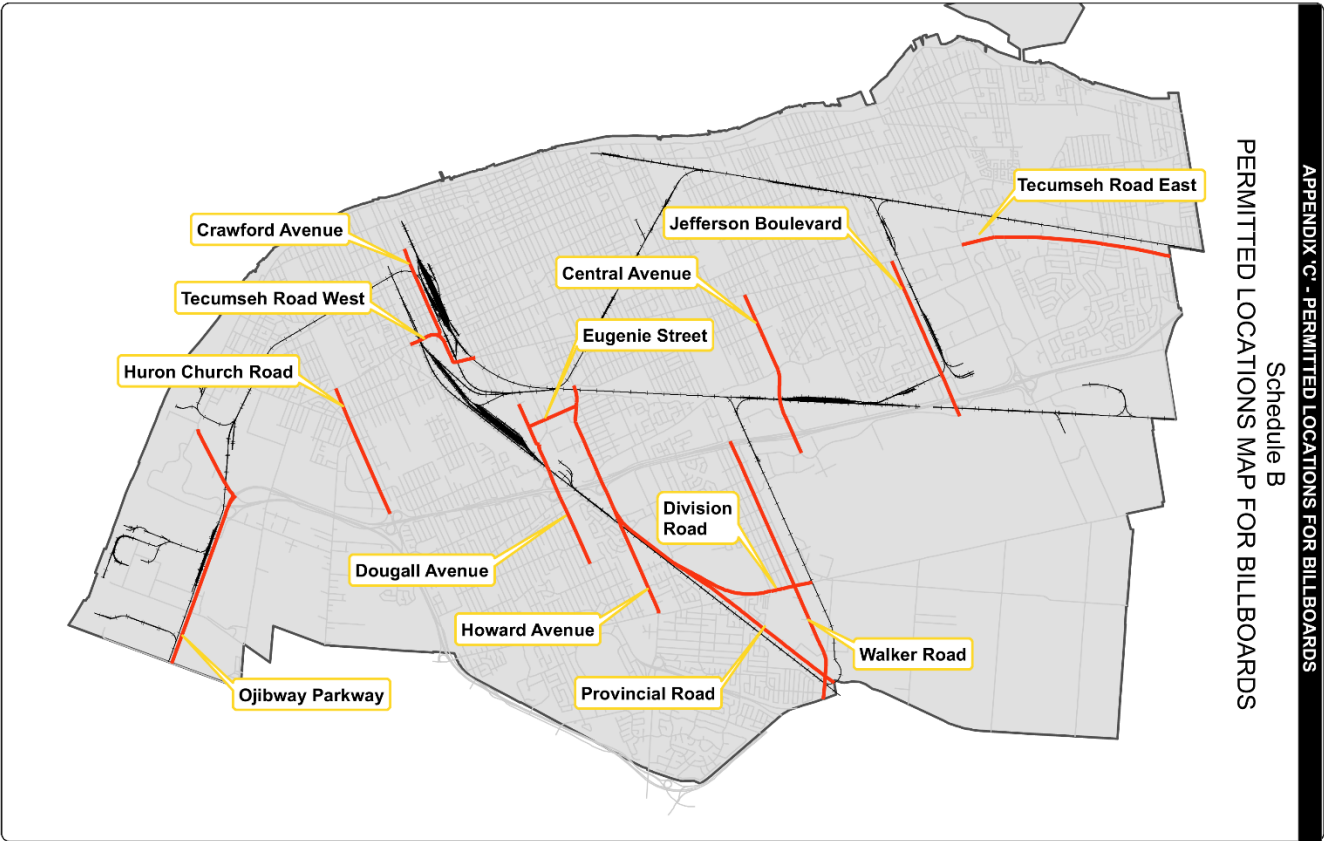 APPENDIX 'C' - PERMITTED LOCATIONS FOR BILLBOARDS
Schedule B
PERMITTED LOCATIONS MAP FOR BILLBOARDS
Tecumseh Road East
Crawford Avenue
Jefferson Boulevard
Central Avenue
Tecumseh Road West
Eugenie Street
Huron Church Road
Division
Road
Dougall Avenue
Howard Avenue
Walker Road
Provincial Road
Ojibway Parkway